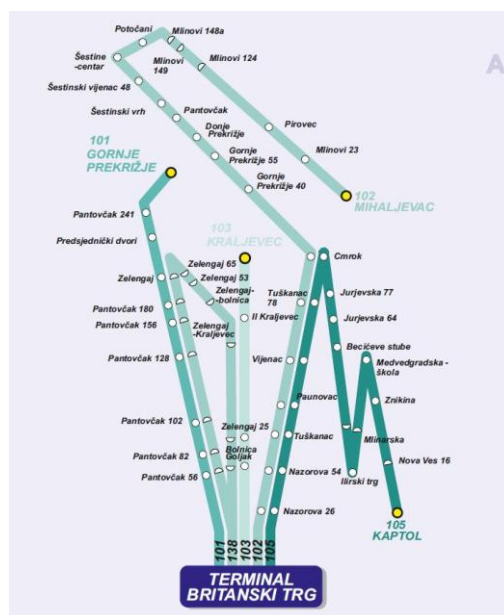 Potočani
Mlinovi 148a
Šestine
-centar
Mlinovi
149
Mlinovi 124
A
Šestinski vijenac 48
Šestinski vrh
Pantovčak
Donje
Prekrižje
Pirovec
101
GORNJE
PREKRIŽJE
Gornje
Prekrižje 55
Mlinovi 23
Gornje
Prekrižje 40
102
MIHALJEVAC
Pantovčak 241
Predsjednički dvori
103
KRALJEVEC
Cmrok
Zelengaj 65
Zelengaj
Zelengaj 53
Zelengaj
-bolnica
Tuškanac
78
Jurjevska 77
Pantovčak 180
II Kraljevec
Jurjevska 64
Pantovčak 156
Zelengaj
-Kraljevec
Bećićeve stube
Pantovčak 128
Vijenac
Medvedgradska -
škola
Paunovac
Znikina
Pantovčak 102
Zelengaj 25
Tuškanac
Mlinarska
Pantovčak 82
Bolnica
Goljak
Nova Ves 16
Pantovčak 56
Nazorova 54
Ilirski trg
Nazorova 26
105
KAPTOL
101
138
103
102
105
TERMINAL
BRITANSKI TRG